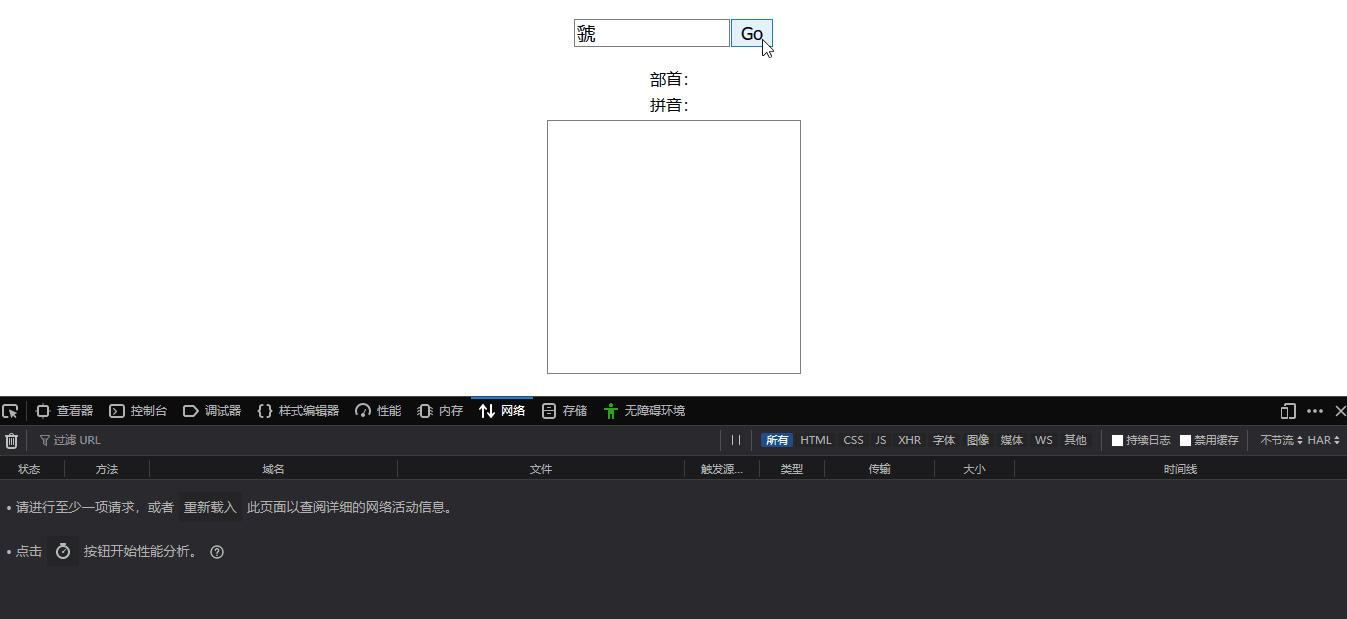 虢 Go
部首：
拼音：
查看器 控制台 调试器 样式编辑器 性能 内存 网络 存储 无障碍环境
过滤 URL 所有 HTML CSS JS XHR 字体 图像 媒体 WS 其他 持续日志 禁用缓存 不节流 HAR
状态 方法 域名 文件 触发源... 类型 传输 大小 时间线
• 请进行至少一项请求，或者 重新载入 此页面以查阅详细的网络活动信息。
• 点击 按钮开始性能分析。